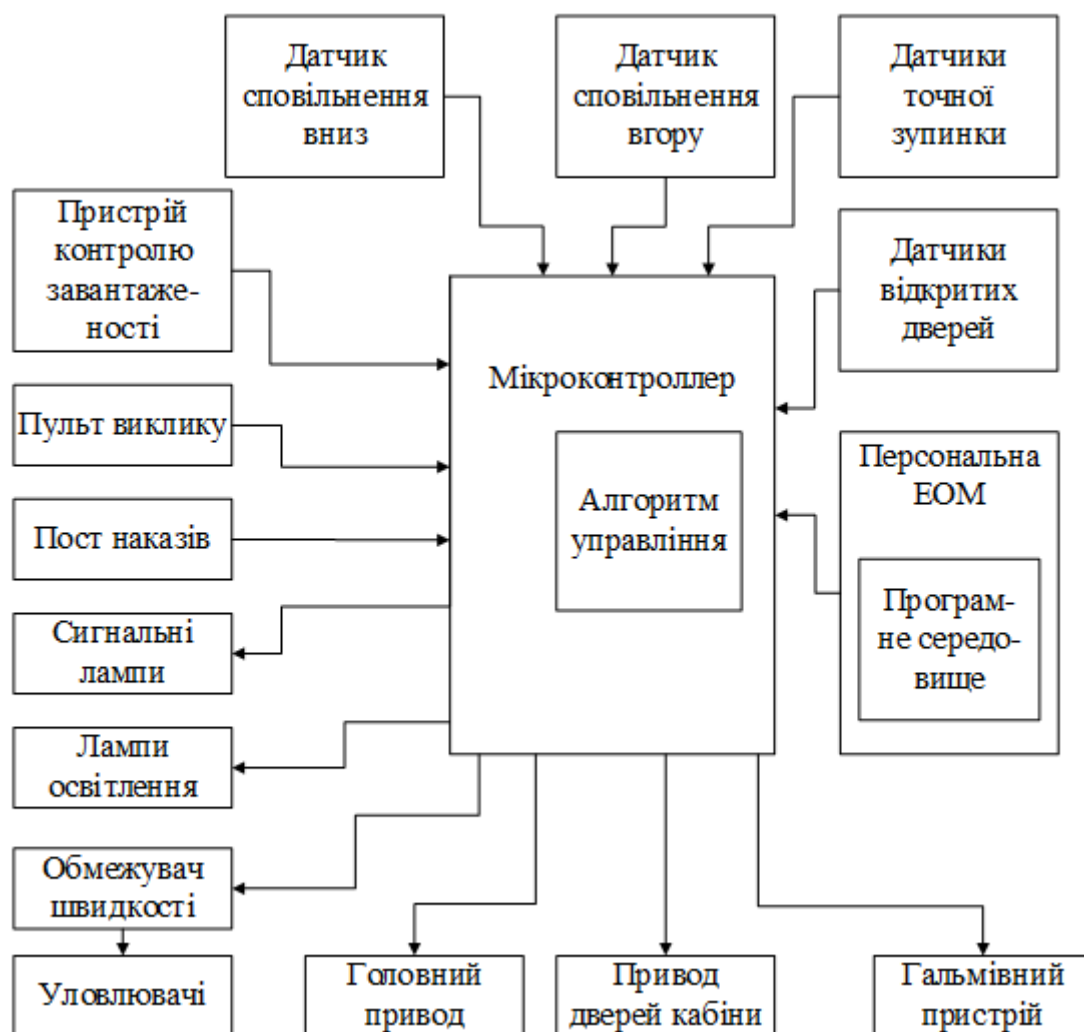 Датчик
сповільнення
вниз
Датчик
сповільнення
вгору
Датчики
точної
зупинки
Пристрій
контролю
завантаже-
ності
Датчики
відкритих
дверей
Мікроконтроллер
Алгоритм
управління
Пульт виклику
Персональна
ЕОМ
Програм-
не середо-
вище
Пост наказів
Сигнальні
лампи
Лампи
освітлення
Обмежувач
швидкості
Уловлювачі
Головний
привод
Привод
дверей кабіни
Гальмівний
пристрій